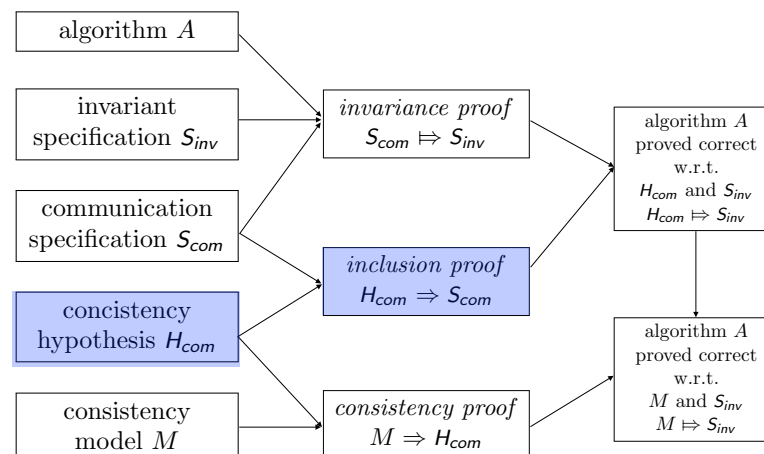 algorithm A
invariant
specification S_inv
communication
specification S_com
concistency
hypothesis H_com
consistency
model M
invariance proof
S_com ⤇ S_inv
inclusion proof
H_com ⇒ S_com
consistency proof
M ⇒ H_com
algorithm A
proved correct
w.r.t.
H_com and S_inv
H_com ⤇ S_inv
algorithm A
proved correct
w.r.t.
M and S_inv
M ⤇ S_inv